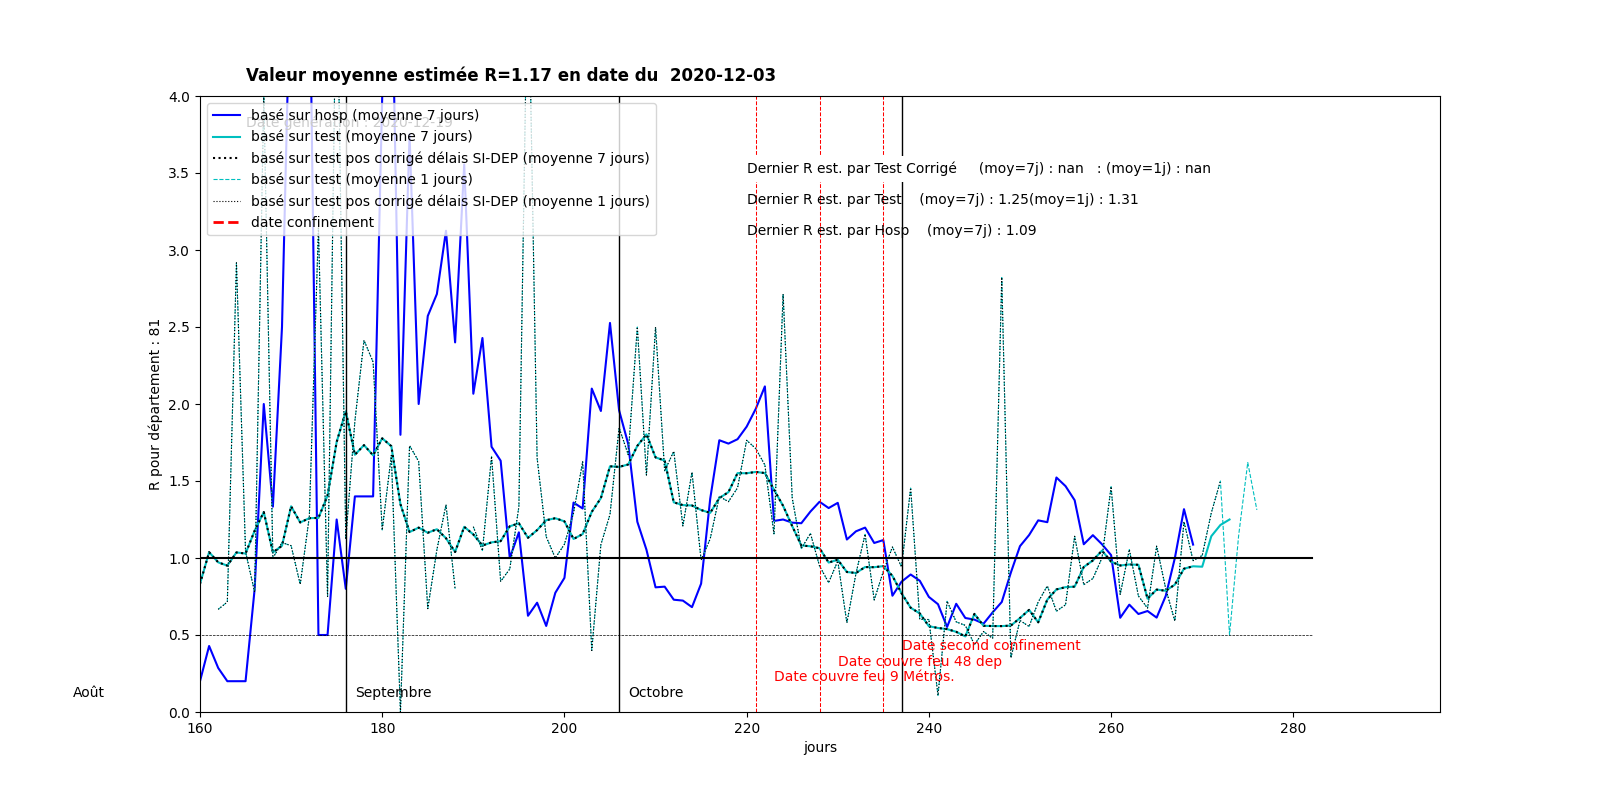 Valeur moyenne estimée R=1.17 en date du  2020-12-03
Date génération : 2020-12-19
basé sur hosp (moyenne 7 jours)
basé sur test (moyenne 7 jours)
basé sur test pos corrigé délais SI-DEP (moyenne 7 jours)
basé sur test (moyenne 1 jours)
basé sur test pos corrigé délais SI-DEP (moyenne 1 jours)
date confinement
Dernier R est. par Test Corrigé     (moy=7j) : nan   : (moy=1j) : nan
Dernier R est. par Test    (moy=7j) : 1.25(moy=1j) : 1.31
Dernier R est. par Hosp    (moy=7j) : 1.09
4.0
3.5
3.0
2.5
2.0
1.5
1.0
0.5
0.0
R pour département : 81
Date second confinement
Date couvre feu 48 dep
Date couvre feu 9 Métros.
Août
Septembre
Octobre
160 180 200 220 240 260 280
jours